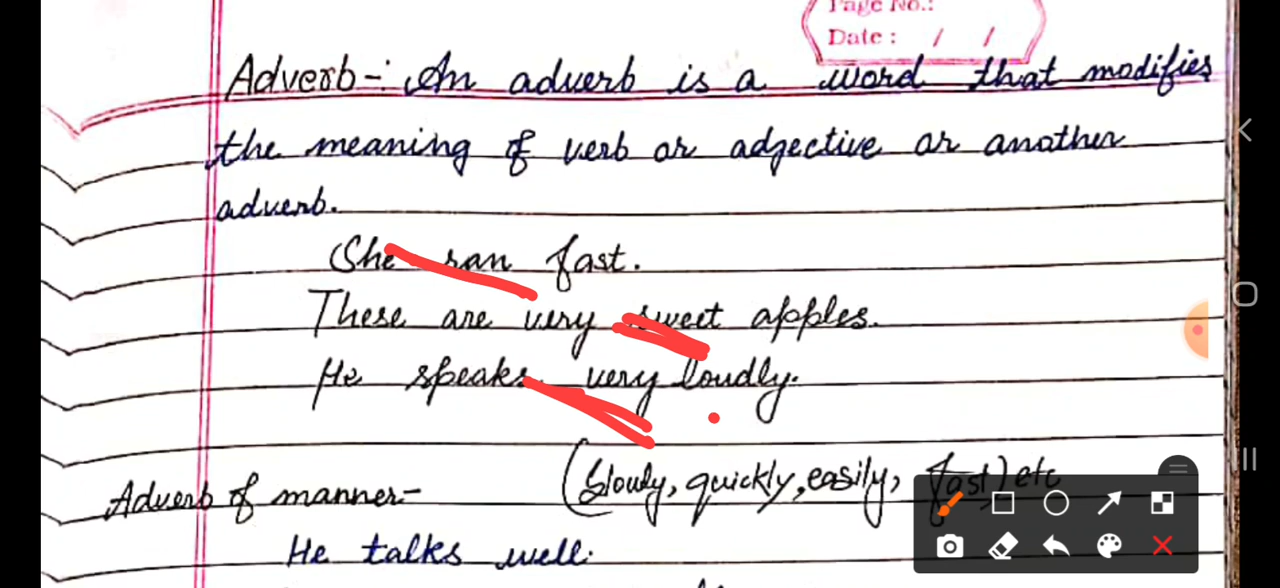 Page No.:
Date : / /
Adverb-: An adverb is a word that modifies
the meaning of verb or adjective or another
adverb.
She ran fast.
These are very sweet apples.
He speaks very loudly.
Adverb of manner- (Slowly, quickly, easily, fast) etc
He talks well.